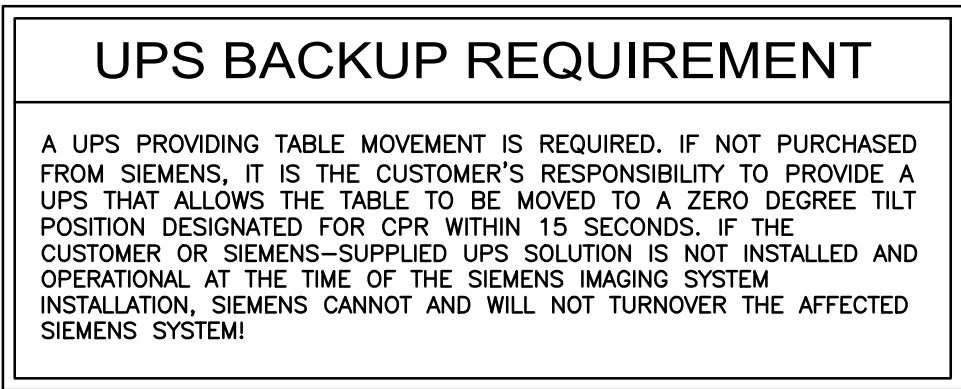 UPS BACKUP REQUIREMENT
A UPS PROVIDING TABLE MOVEMENT IS REQUIRED. IF NOT PURCHASED
FROM SIEMENS, IT IS THE CUSTOMER'S RESPONSIBILITY TO PROVIDE A
UPS THAT ALLOWS THE TABLE TO BE MOVED TO A ZERO DEGREE TILT
POSITION DESIGNATED FOR CPR WITHIN 15 SECONDS. IF THE
CUSTOMER OR SIEMENS-SUPPLIED UPS SOLUTION IS NOT INSTALLED AND
OPERATIONAL AT THE TIME OF THE SIEMENS IMAGING SYSTEM
INSTALLATION, SIEMENS CANNOT AND WILL NOT TURNOVER THE AFFECTED
SIEMENS SYSTEM!